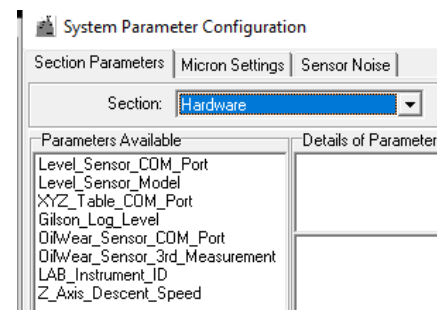 System Parameter Configuratio
Section Parameters Micron Settings Sensor Noise
Section: Hardware
Parameters Available Details of Parameter
Level_Sensor_COM_Port
Level_Sensor_Model
XYZ_Table_COM_Port
Gilson_Log_Level
OilWear_Sensor_COM_Port
OilWear_Sensor_3rd_Measurement
LAB_Instrument_ID
Z_Axis_Descent_Speed